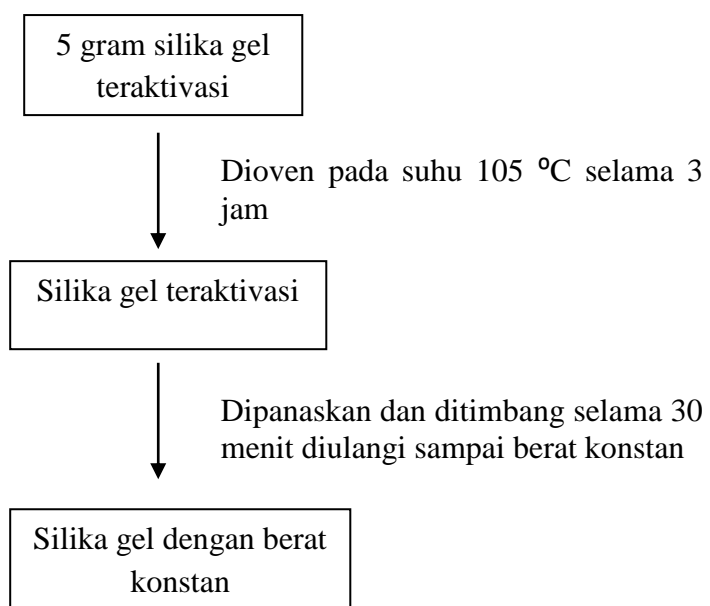 5 gram silika gel
teraktivasi
Dioven pada suhu 105 ⁰C selama 3
jam
Silika gel teraktivasi
Dipanaskan dan ditimbang selama 30
menit diulangi sampai berat konstan
Silika gel dengan berat
konstan